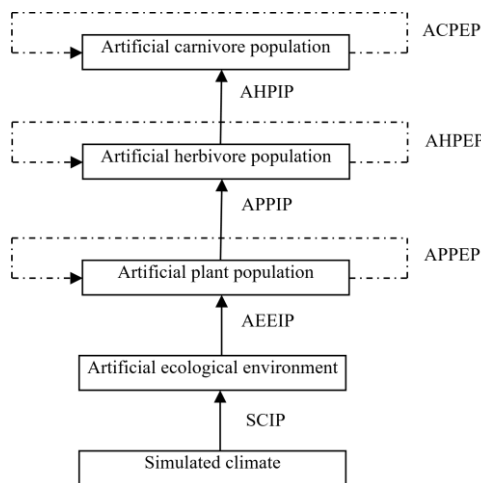 ACPEP
Artificial carnivore population
AHPIP
AHPEP
Artificial herbivore population
APPIP
APPEP
Artificial plant population
AEEIP
Artificial ecological environment
SCIP
Simulated climate